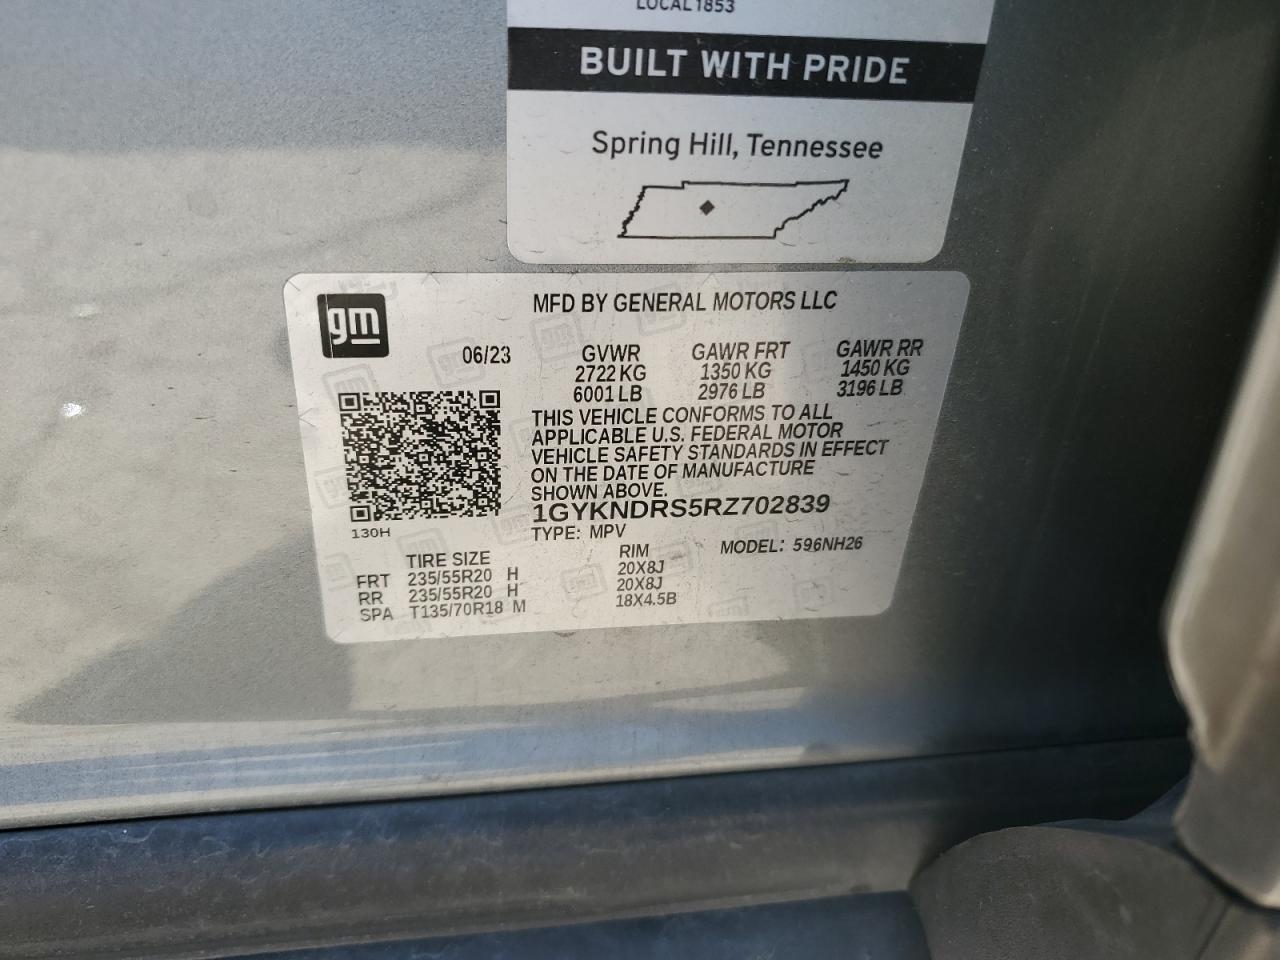 LOCAL 1853
BUILT WITH PRIDE
Spring Hill, Tennessee
gm
MFD BY GENERAL MOTORS LLC
06/23 GVWR GAWR FRT GAWR RR
2722 KG 1350 KG 1450 KG
6001 LB 2976 LB 3196 LB
THIS VEHICLE CONFORMS TO ALL
APPLICABLE U.S. FEDERAL MOTOR
VEHICLE SAFETY STANDARDS IN EFFECT
ON THE DATE OF MANUFACTURE
SHOWN ABOVE.
1GYKNDRS5RZ702839
130H
TYPE: MPV MODEL: 596NH26
TIRE SIZE RIM
FRT 235/55R20 H 20X8J
RR 235/55R20 H 20X8J
SPA T135/70R18 M 18X4.5B